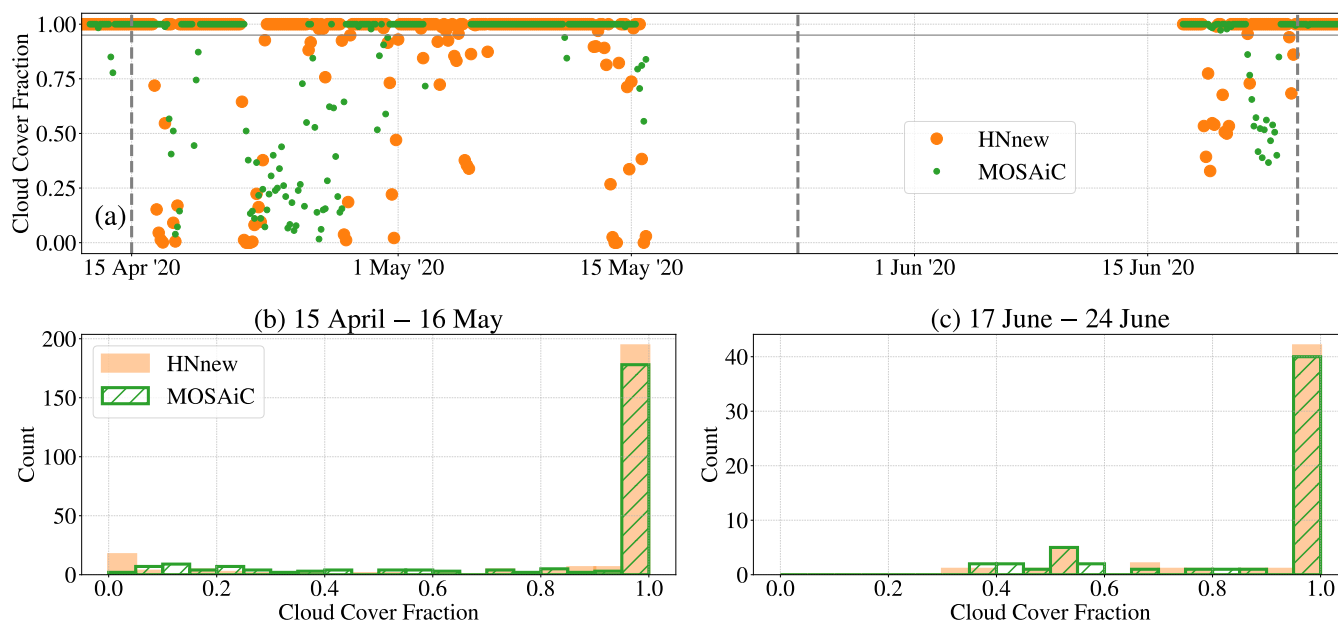 1.00
0.75
0.50
0.25
0.00
Cloud Cover Fraction
(a)
HNnew
MOSAiC
15 Apr '20
1 May '20
15 May '20
1 Jun '20
15 Jun '20
(b) 15 April – 16 May
200
150
100
50
0
Count
HNnew
MOSAiC
0.0 0.2 0.4 0.6 0.8 1.0
Cloud Cover Fraction
(c) 17 June – 24 June
40
30
20
10
0
Count
0.0 0.2 0.4 0.6 0.8 1.0
Cloud Cover Fraction